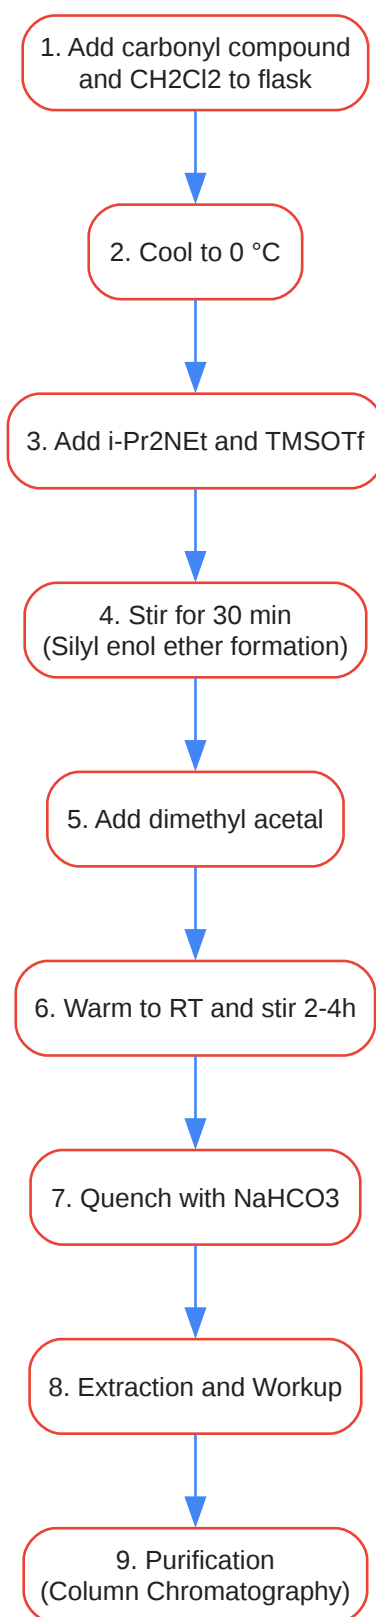 1. Add carbonyl compound
and CH2Cl2 to flask
2. Cool to 0 °C
3. Add i-Pr2NEt and TMSOTf
4. Stir for 30 min
(Silyl enol ether formation)
5. Add dimethyl acetal
6. Warm to RT and stir 2-4h
7. Quench with NaHCO3
8. Extraction and Workup
9. Purification
(Column Chromatography)